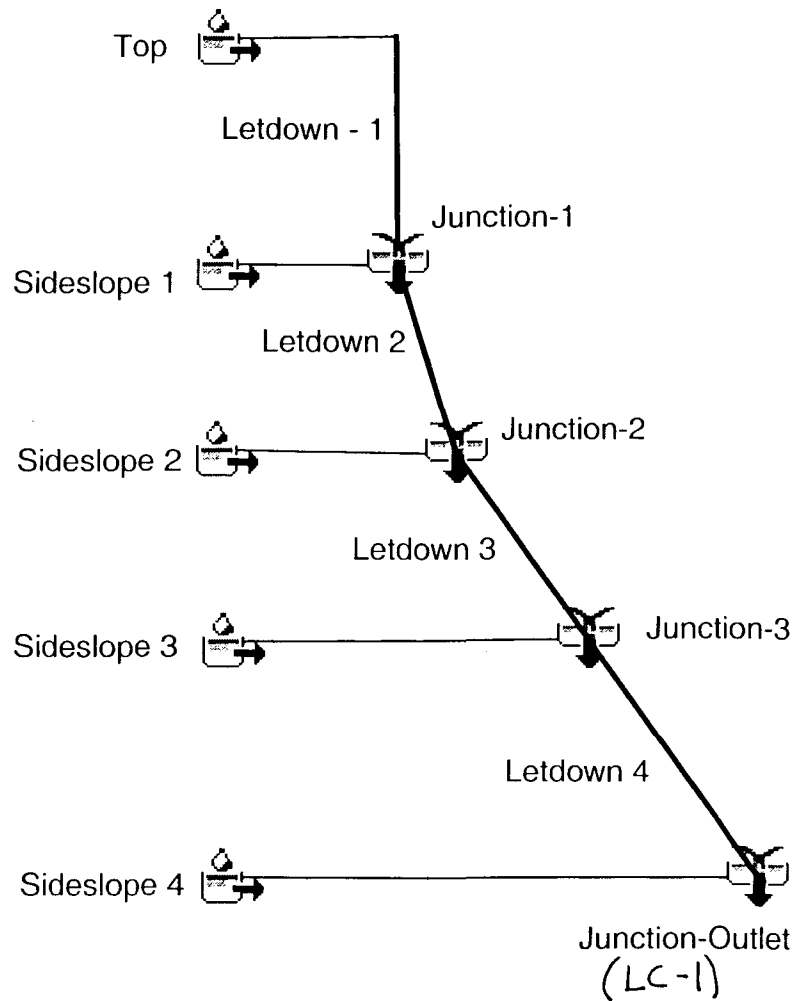 Top
Letdown - 1
Junction-1
Sideslope 1
Letdown 2
Junction-2
Sideslope 2
Letdown 3
Junction-3
Sideslope 3
Letdown 4
Sideslope 4
Junction-Outlet
(LC-1)